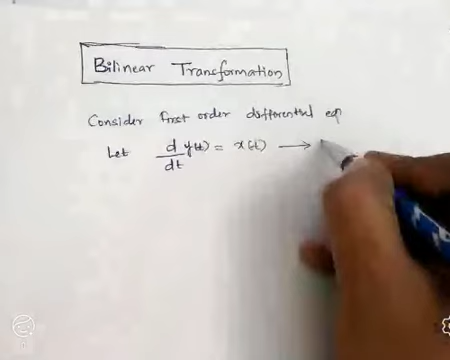 Bilinear Transformation
Consider first order differential eqn
Let d/dt y(t) = x(t) →